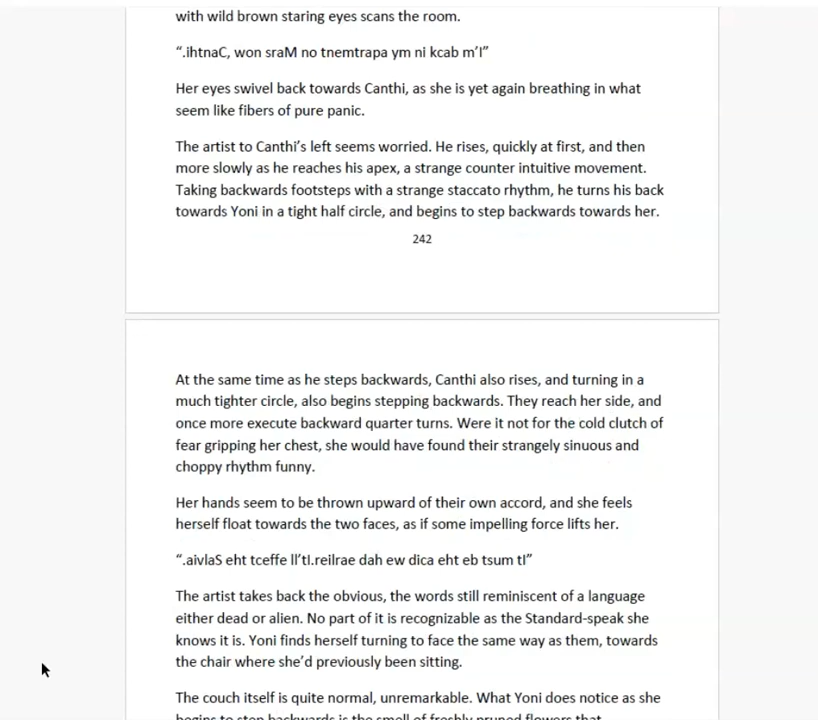 with wild brown staring eyes scans the room.
“.ihtnaC, won sraM no tnemtrapa ym ni kcab m’I”
Her eyes swivel back towards Canthi, as she is yet again breathing in what
seem like fibers of pure panic.
The artist to Canthi’s left seems worried. He rises, quickly at first, and then
more slowly as he reaches his apex, a strange counter intuitive movement.
Taking backwards footsteps with a strange staccato rhythm, he turns his back
towards Yoni in a tight half circle, and begins to step backwards towards her.
242
At the same time as he steps backwards, Canthi also rises, and turning in a
much tighter circle, also begins stepping backwards. They reach her side, and
once more execute backward quarter turns. Were it not for the cold clutch of
fear gripping her chest, she would have found their strangely sinuous and
choppy rhythm funny.
Her hands seem to be thrown upward of their own accord, and she feels
herself float towards the two faces, as if some impelling force lifts her.
“.aivlaS eht tceffe ll’tI.reilrae dah ew dica eht eb tsum tI”
The artist takes back the obvious, the words still reminiscent of a language
either dead or alien. No part of it is recognizable as the Standard-speak she
knows it is. Yoni finds herself turning to face the same way as them, towards
the chair where she’d previously been sitting.
The couch itself is quite normal, unremarkable. What Yoni does notice as she
begins to step backwards is the smell of freshly pruned flowers that